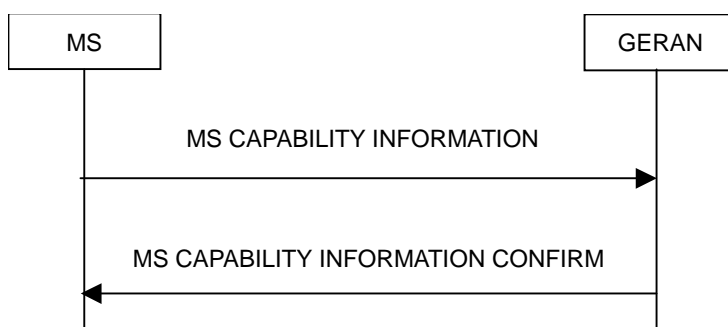 MS
GERAN
MS CAPABILITY INFORMATION
MS CAPABILITY INFORMATION CONFIRM